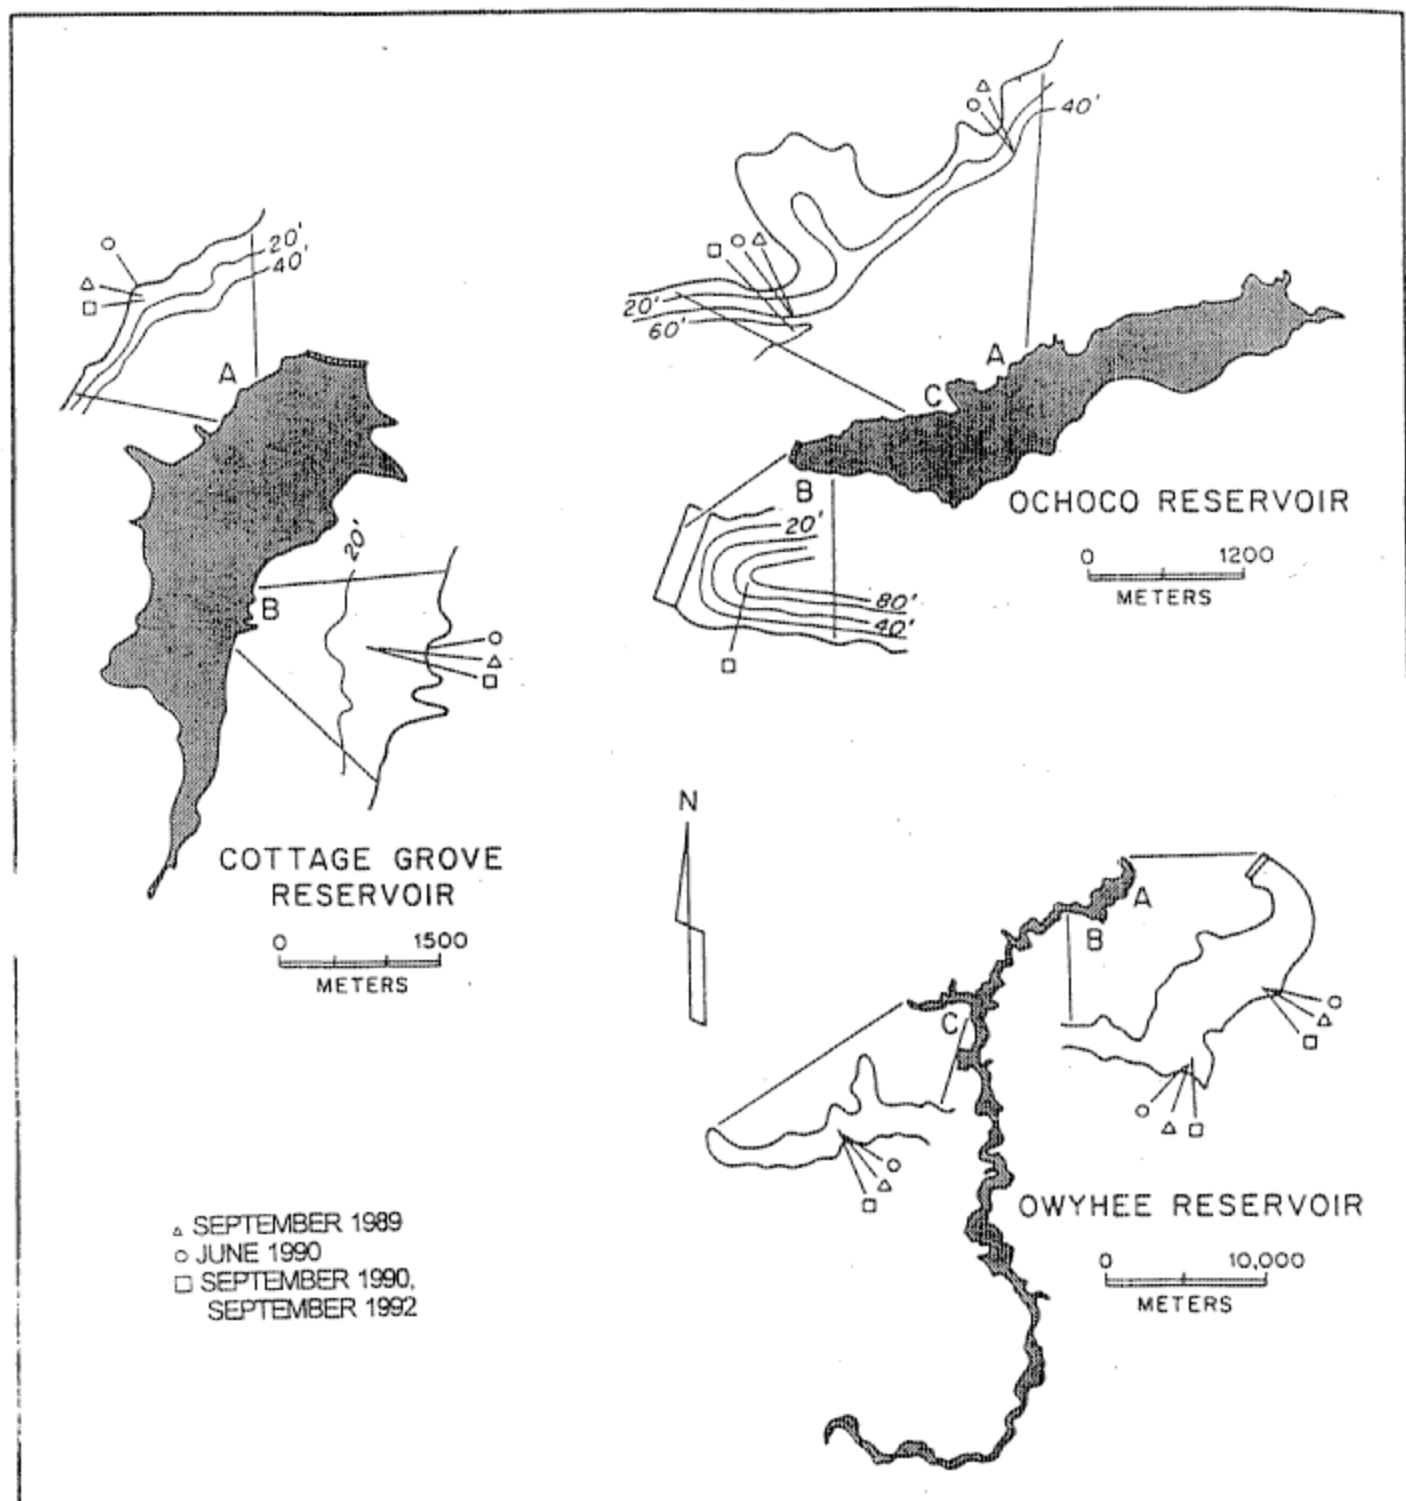 40'
20'
40'
20'
60'
A
A
C
B
20'
80'
40'
OCHOCO RESERVOIR
0 1200
METERS
20'
B
COTTAGE GROVE
RESERVOIR
0 1500
METERS
N
A
B
C
OWYHEE RESERVOIR
0 10,000
METERS
SEPTEMBER 1989
JUNE 1990
SEPTEMBER 1990,
SEPTEMBER 1992